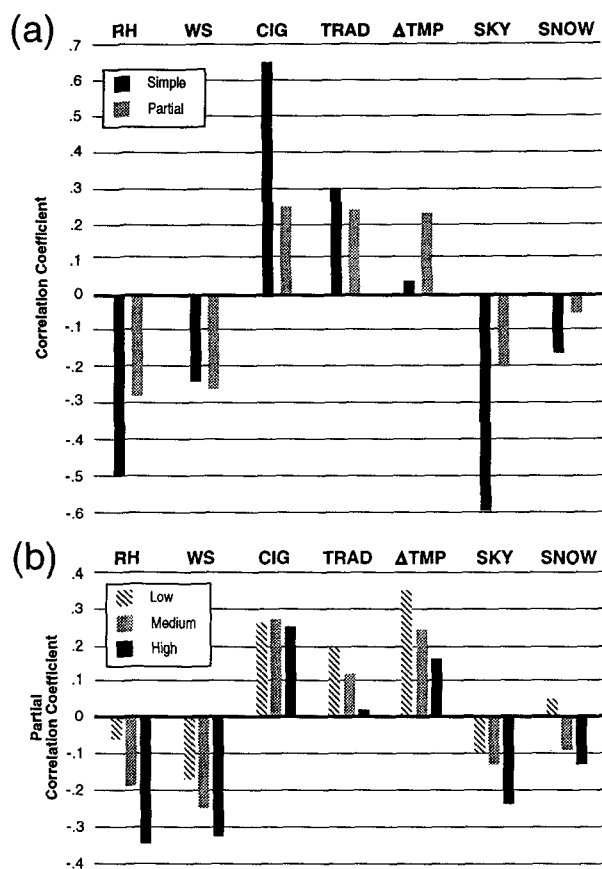 (a)
RH WS CIG TRAD ΔTMP SKY SNOW
.7
.6
.5
.4
.3
.2
.1
0
-.1
-.2
-.3
-.4
-.5
-.6
Simple
Partial
Correlation Coefficient
(b)
RH WS CIG TRAD ΔTMP SKY SNOW
.4
.3
.2
.1
0
-.1
-.2
-.3
-.4
Low
Medium
High
Partial
Correlation Coefficient